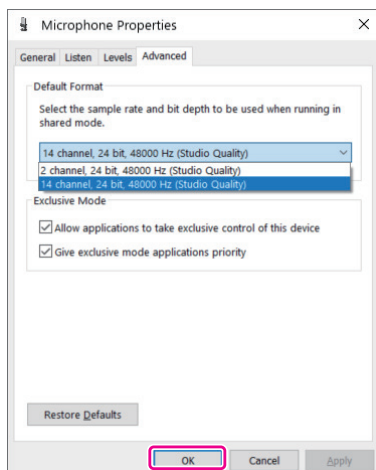 Microphone Properties
General Listen Levels Advanced
Default Format
Select the sample rate and bit depth to be used when running in
shared mode.
14 channel, 24 bit, 48000 Hz (Studio Quality)
2 channel, 24 bit, 48000 Hz (Studio Quality)
14 channel, 24 bit, 48000 Hz (Studio Quality)
Exclusive Mode
Allow applications to take exclusive control of this device
Give exclusive mode applications priority
Restore Defaults
OK Cancel Apply